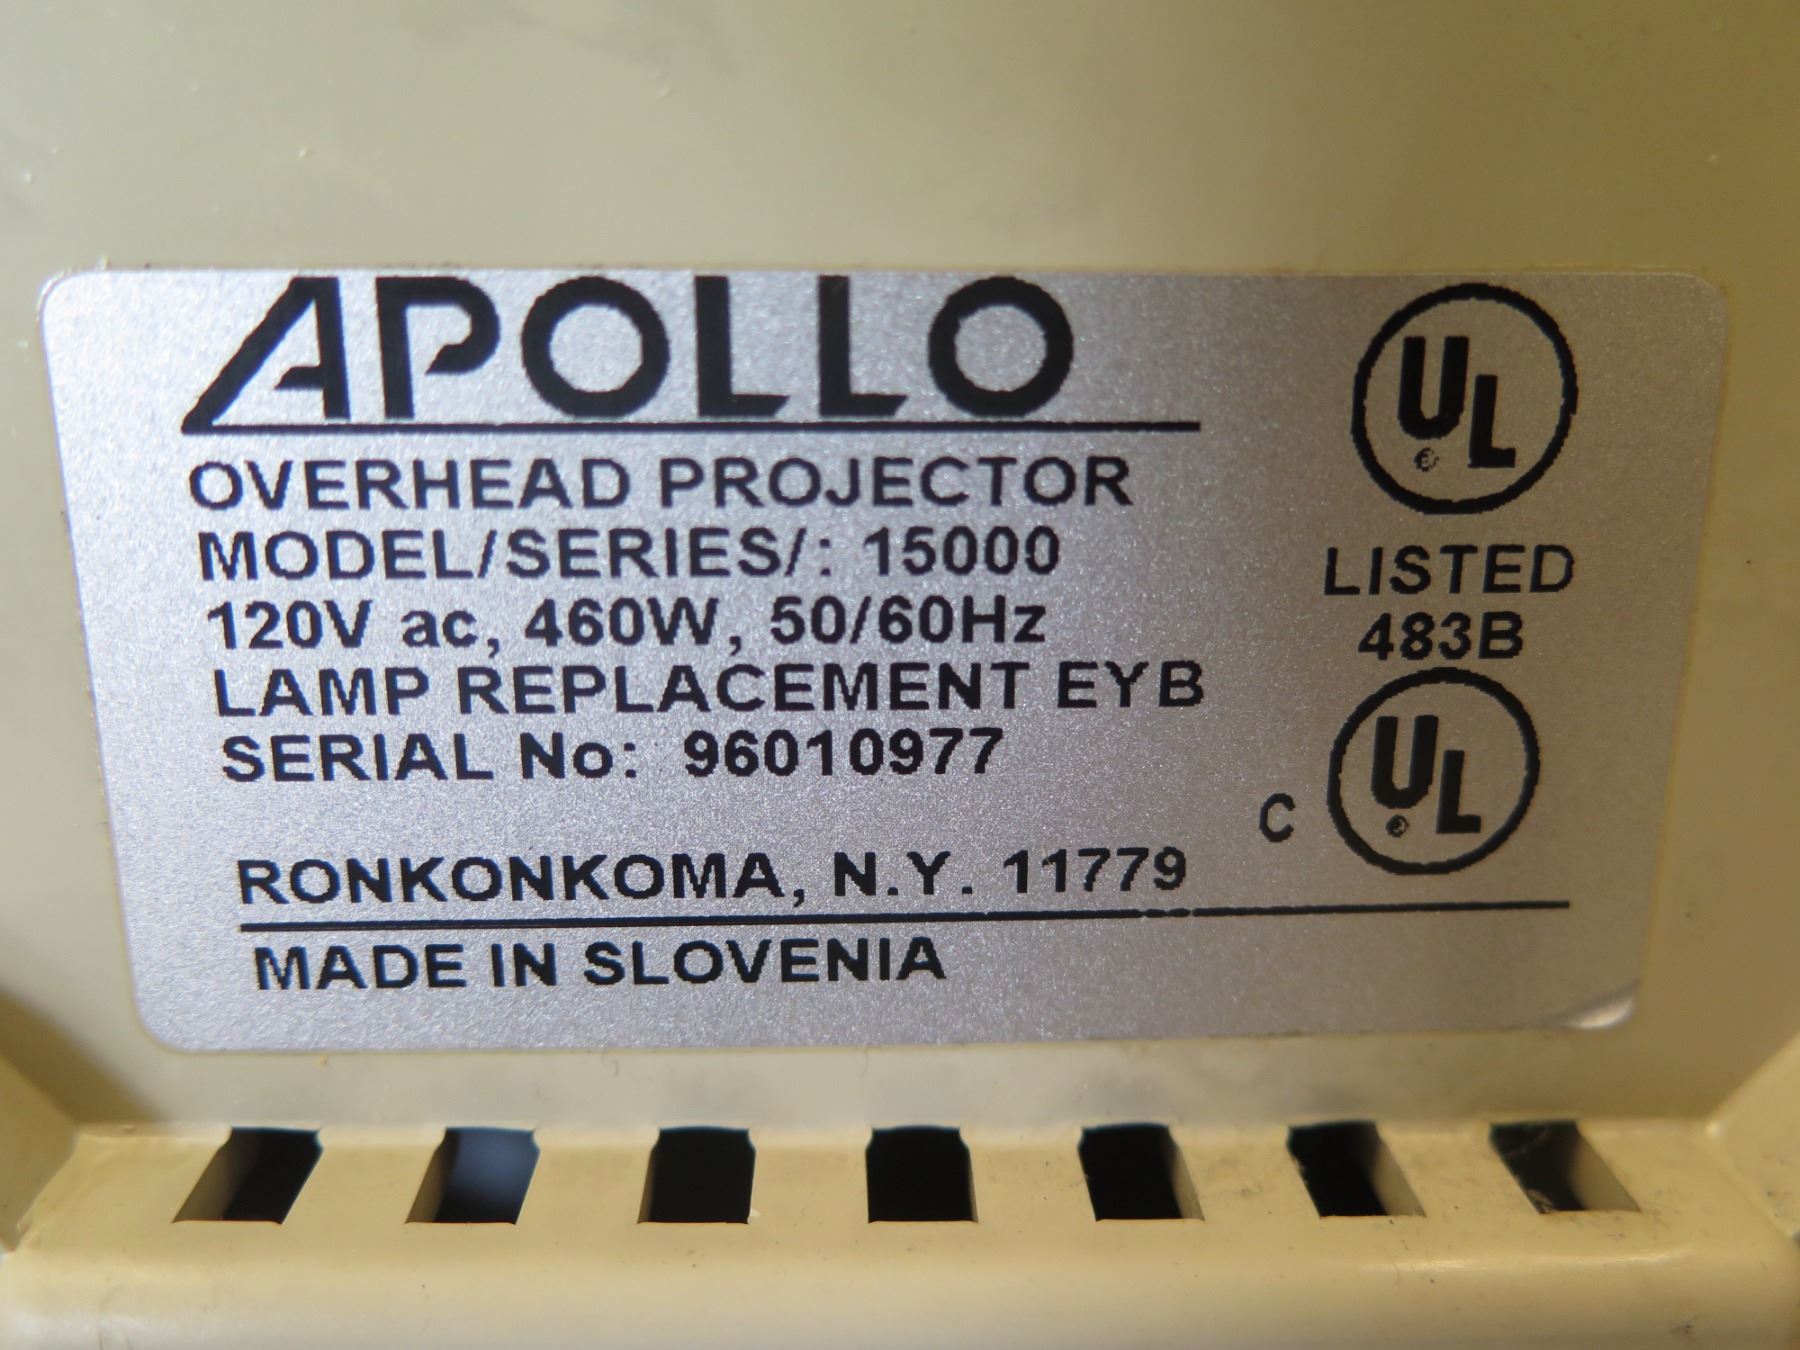 APOLLO
OVERHEAD PROJECTOR
MODEL/SERIES/: 15000
120V ac, 460W, 50/60Hz
LAMP REPLACEMENT EYB
SERIAL No: 96010977
RONKONKOMA, N.Y. 11779
MADE IN SLOVENIA
UL
LISTED
483B
C UL